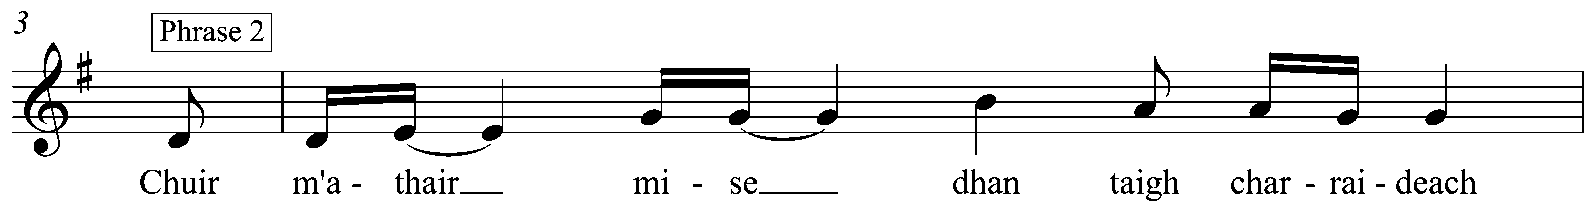 3
Phrase 2
Chuir m'a - thair mi - se dhan taigh char - rai - deach